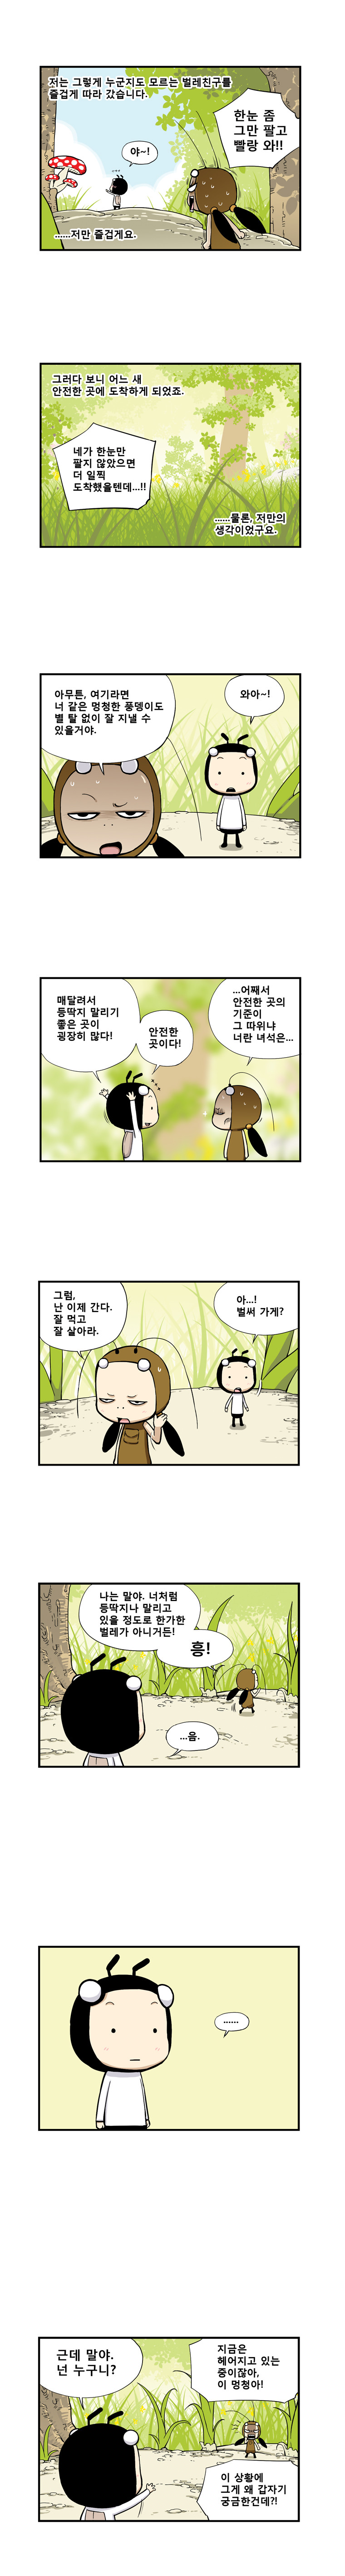 저는 그렇게 누군지도 모르는 벌레친구를
즐겁게 따라 갔습니다.
한눈 좀
그만 팔고
빨랑 와!!
야~!
......저만 즐겁게요.
그러다 보니 어느 새
안전한 곳에 도착하게 되었죠.
네가 한눈만
팔지 않았으면
더 일찍
도착했을텐데...!!
......물론, 저만의
생각이었구요.
아무튼, 여기라면
너 같은 멍청한 풍뎅이도
별 탈 없이 잘 지낼 수
있을거야.
와아~!
매달려서
등딱지 말리기
좋은 곳이
굉장히 많다!
안전한
곳이다!
...어째서
안전한 곳의
기준이
그 따위냐
너란 녀석은...
그럼,
난 이제 간다.
잘 먹고
잘 살아라.
아...!
벌써 가게?
나는 말야. 너처럼
등딱지나 말리고
있을 정도로 한가한
벌레가 아니거든!
흥!
...음.
......
근데 말야.
넌 누구니?
지금은
헤어지고 있는
중이잖아,
이 멍청아!
이 상황에
그게 왜 갑자기
궁금한건데?!